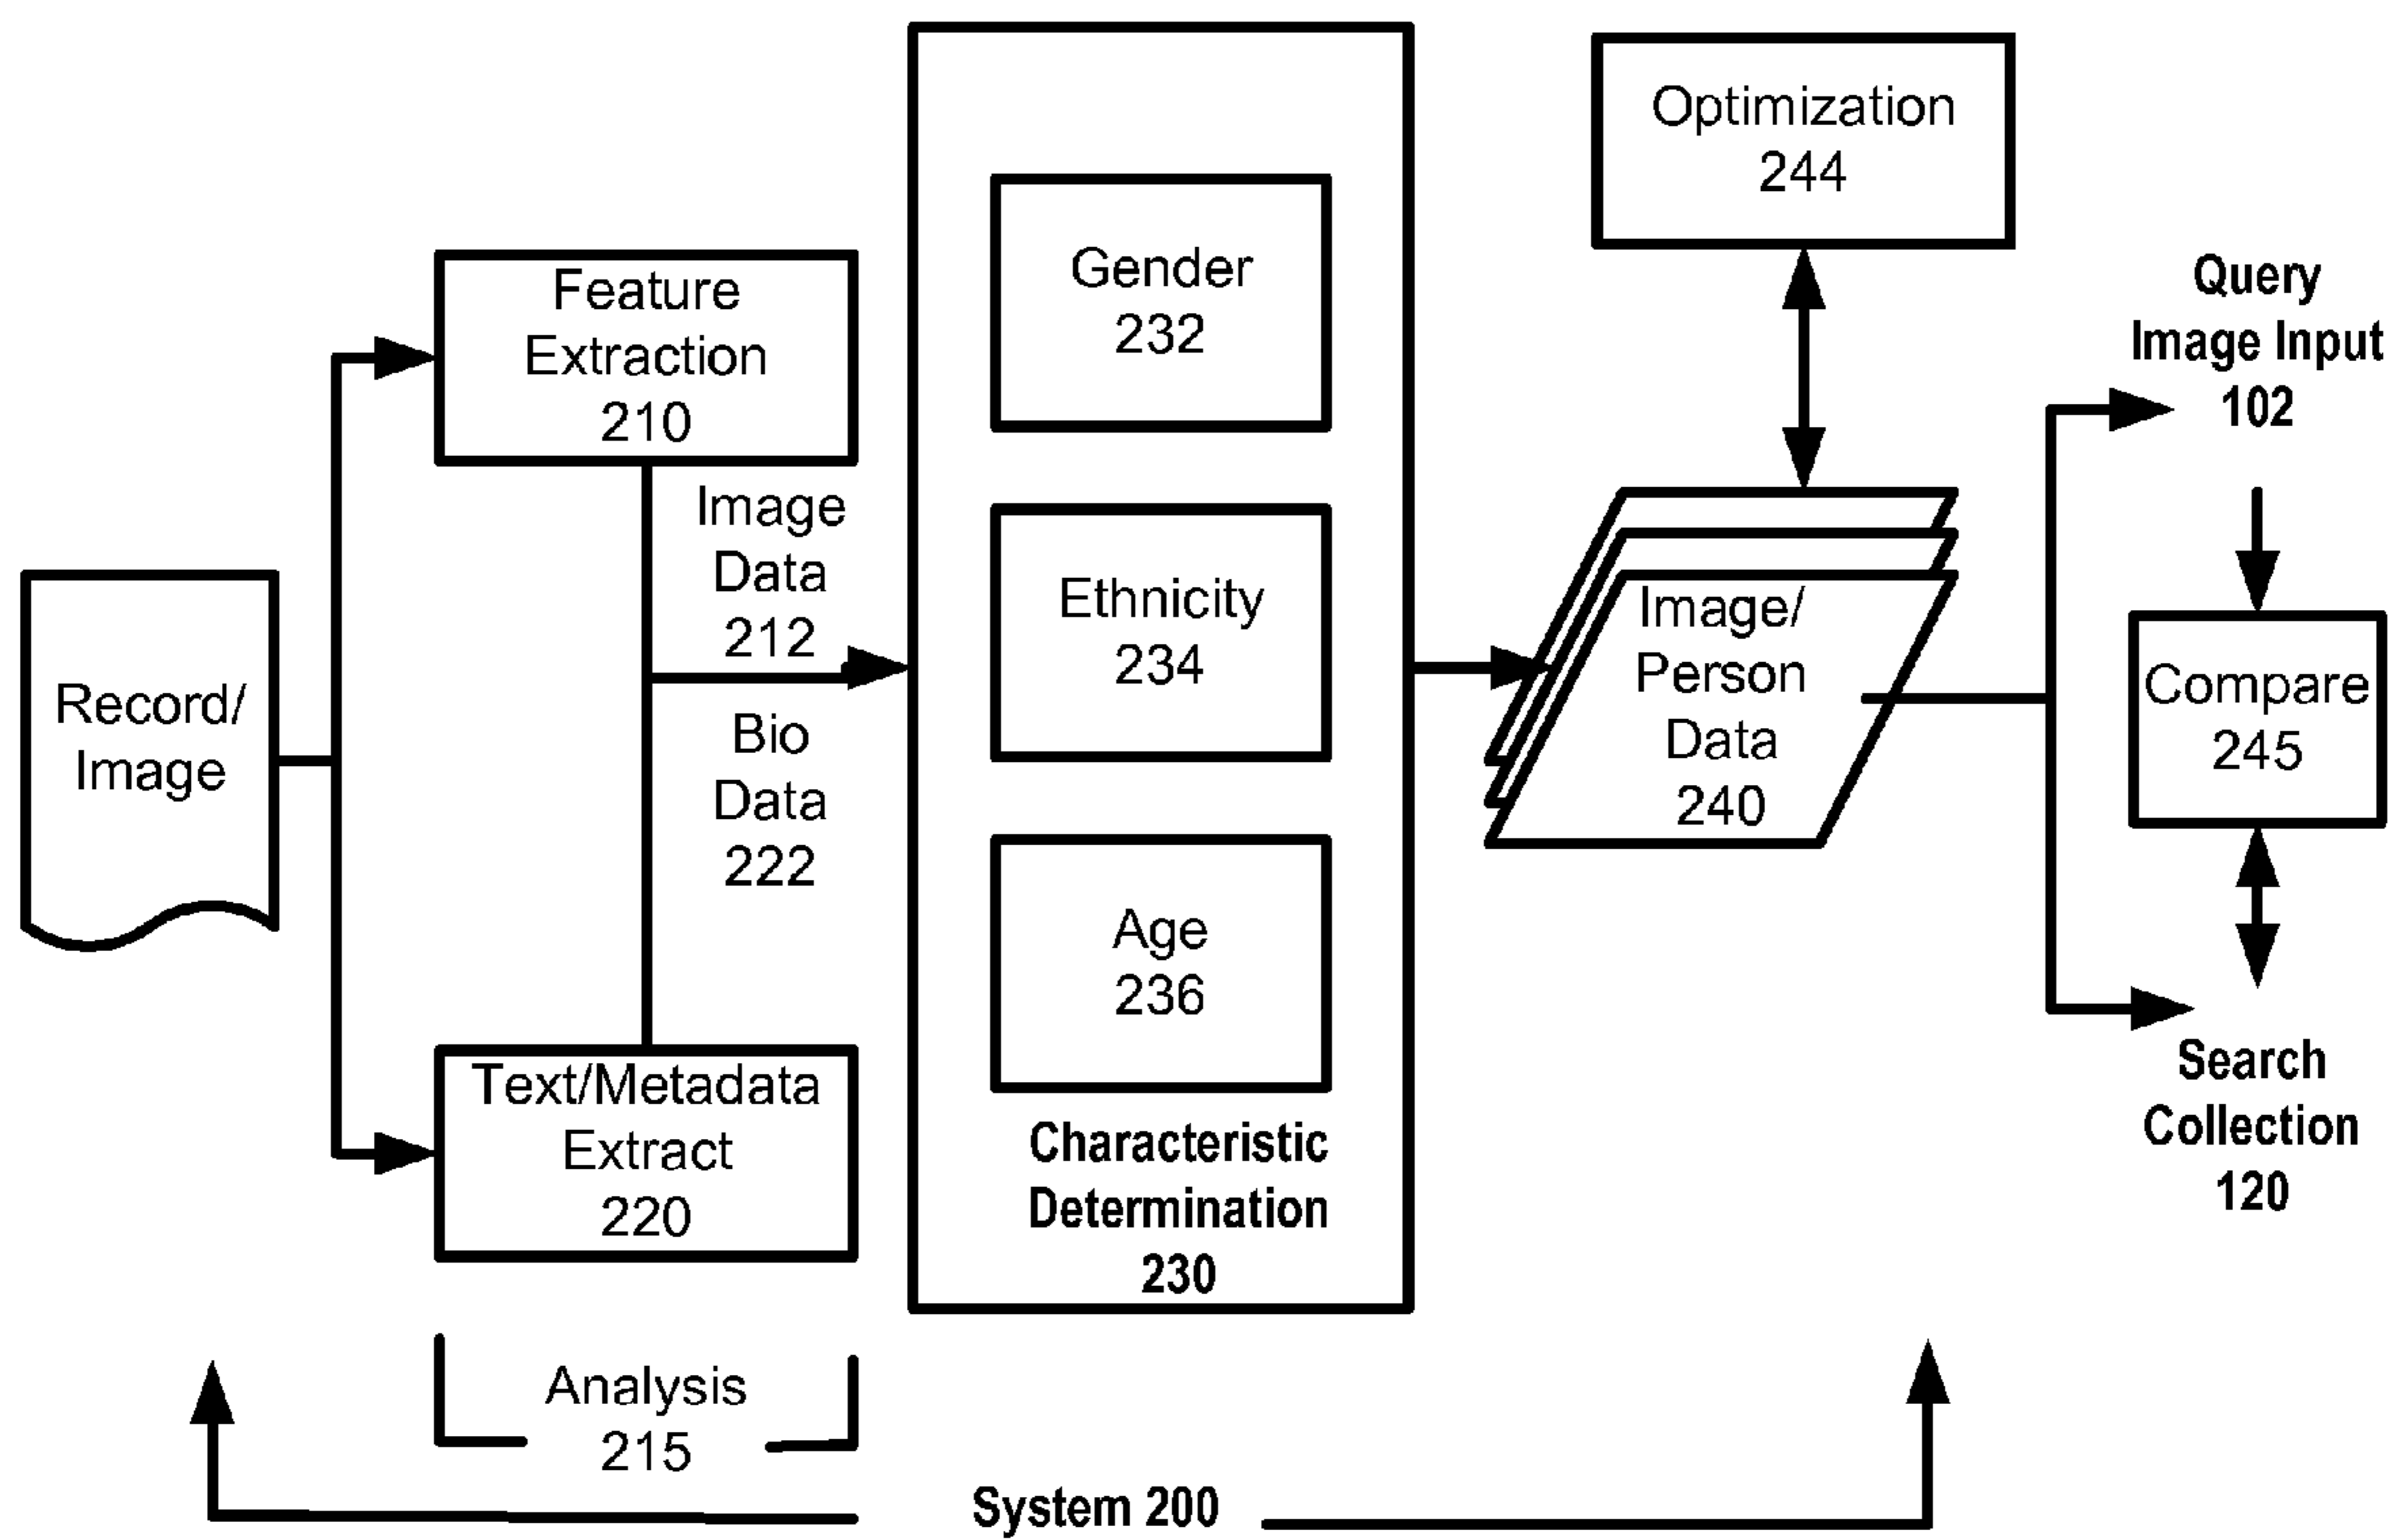 Record/
Image
Feature
Extraction
210
Image
Data
212
Bio
Data
222
Text/Metadata
Extract
220
Analysis
215
Gender
232
Ethnicity
234
Age
236
Characteristic
Determination
230
Optimization
244
Image/
Person
Data
240
Query
Image Input
102
Compare
245
Search
Collection
120
System 200